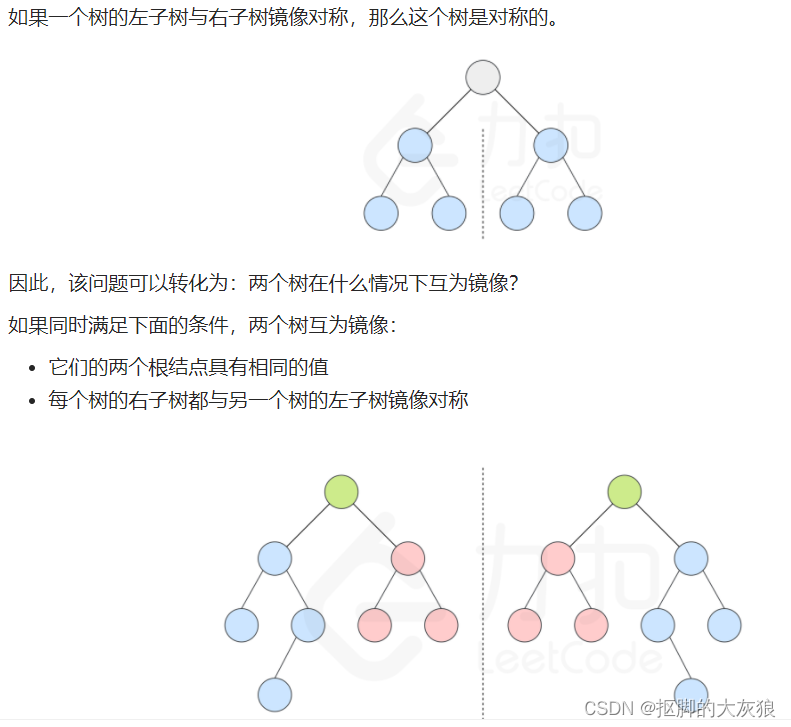 如果一个树的左子树与右子树镜像对称，那么这个树是对称的。
力扣
LeetCode
因此，该问题可以转化为：两个树在什么情况下互为镜像？
如果同时满足下面的条件，两个树互为镜像：
它们的两个根结点具有相同的值
每个树的右子树都与另一个树的左子树镜像对称
力扣
LeetCode
CSDN @抠脚的大灰狼